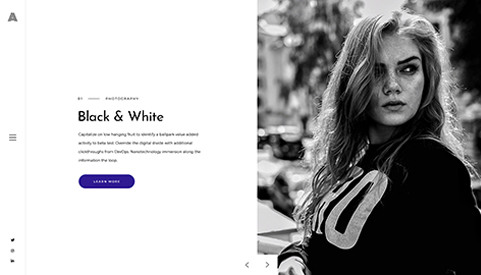 A
01 PHOTOGRAPHY
Black & White
Capitalize on low hanging fruit to identify a ballpark value added
activity to beta test. Override the digital divide with additional
clickthroughs from DevOps. Nanotechnology immersion along the
information the loop.
LEARN MORE